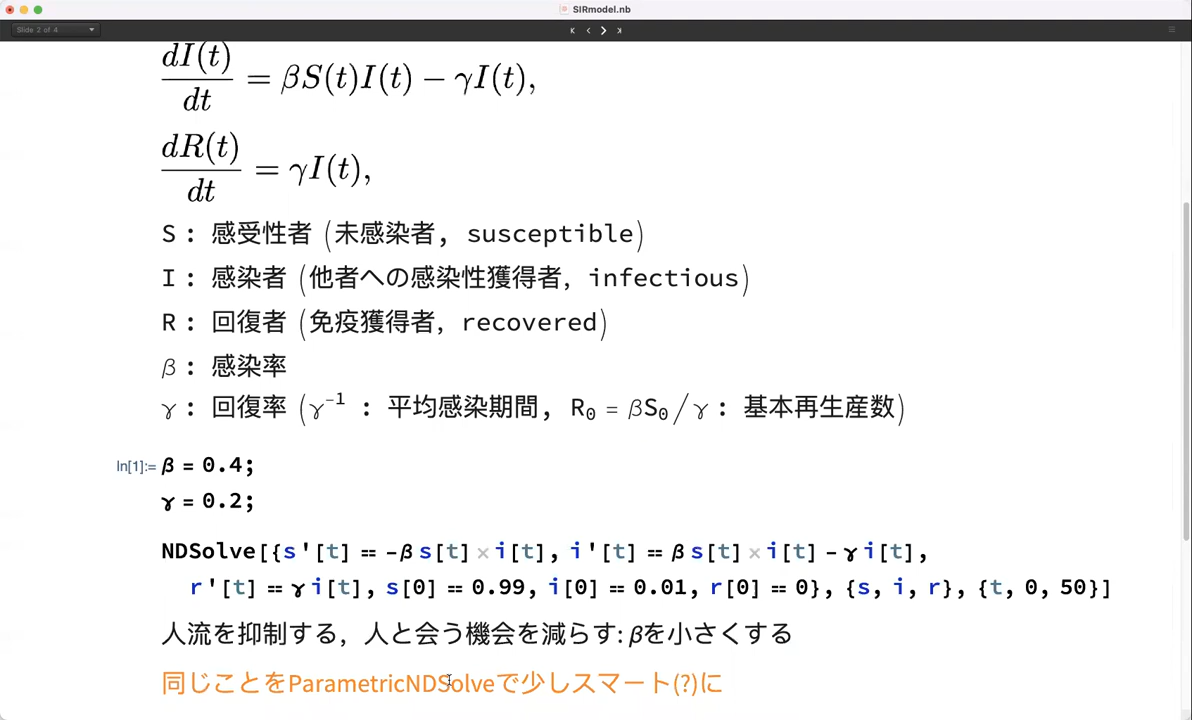 SIRmodel.nb
Slide 2 of 4
dI(t)/dt = βS(t)I(t) − γI(t),
dR(t)/dt = γI(t),
S: 感受性者 (未感染者, susceptible)
I: 感染者 (他者への感染性獲得者, infectious)
R: 回復者 (免疫獲得者, recovered)
β: 感染率
γ: 回復率 (γ⁻¹ : 平均感染期間, R₀ = βS₀/γ: 基本再生産数)
In[1]:= β = 0.4;
γ = 0.2;
NDSolve[{s'[t] == -β s[t]×i[t], i'[t] == β s[t]×i[t] - γ i[t],
r'[t] == γ i[t], s[0] == 0.99, i[0] == 0.01, r[0] == 0}, {s, i, r}, {t, 0, 50}]
人流を抑制する, 人と会う機会を減らす: βを小さくする
同じことをParametricNDSolveで少しスマート(?)に